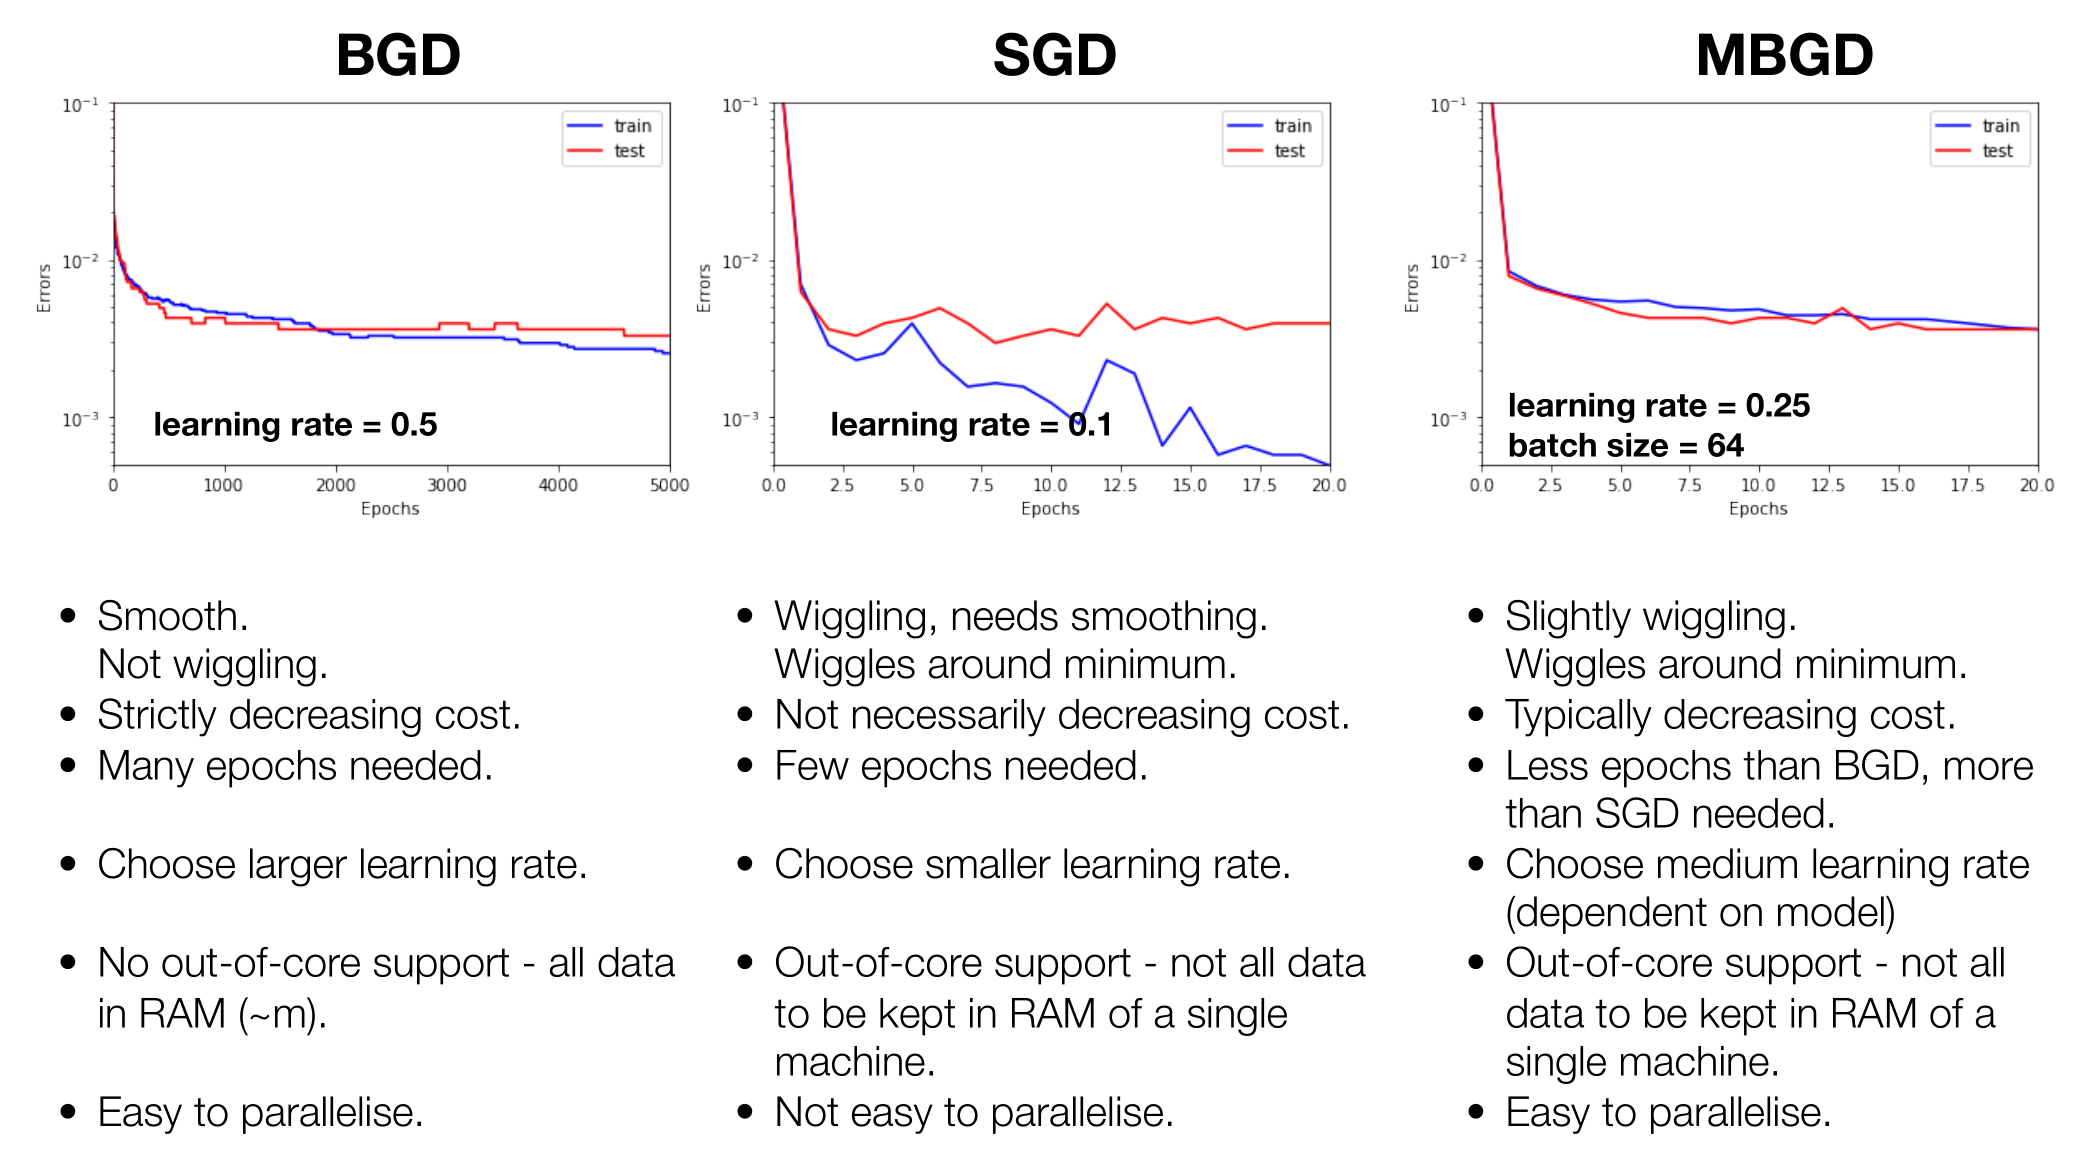 BGD
10⁻¹
10⁻²
10⁻³
Errors
train
test
learning rate = 0.5
0 1000 2000 3000 4000 5000
Epochs
• Smooth.
Not wiggling.
• Strictly decreasing cost.
• Many epochs needed.
• Choose larger learning rate.
• No out-of-core support - all data
in RAM (~m).
• Easy to parallelise.
SGD
10⁻¹
10⁻²
10⁻³
Errors
train
test
learning rate = 0.1
0.0 2.5 5.0 7.5 10.0 12.5 15.0 17.5 20.0
Epochs
• Wiggling, needs smoothing.
Wiggles around minimum.
• Not necessarily decreasing cost.
• Few epochs needed.
• Choose smaller learning rate.
• Out-of-core support - not all data
to be kept in RAM of a single
machine.
• Not easy to parallelise.
MBGD
10⁻¹
10⁻²
10⁻³
Errors
train
test
learning rate = 0.25
batch size = 64
0.0 2.5 5.0 7.5 10.0 12.5 15.0 17.5 20.0
Epochs
• Slightly wiggling.
Wiggles around minimum.
• Typically decreasing cost.
• Less epochs than BGD, more
than SGD needed.
• Choose medium learning rate
(dependent on model)
• Out-of-core support - not all
data to be kept in RAM of a
single machine.
• Easy to parallelise.